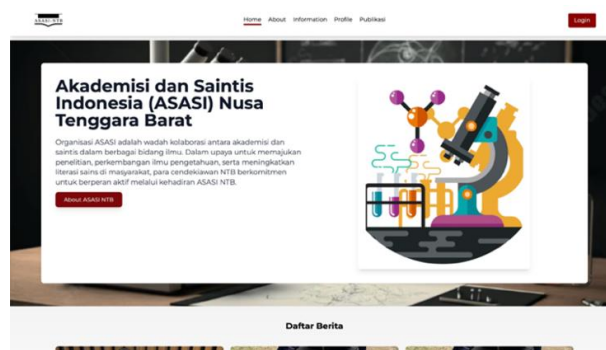 ASASI NTB
Home About Information Profile Publikasi
Login
Akademisi dan Saintis
Indonesia (ASASI) Nusa
Tenggara Barat
Organisasi ASASI adalah wadah kolaborasi antara akademisi dan
saintis dalam berbagai bidang ilmu. Dalam upaya untuk memajukan
penelitian, perkembangan ilmu pengetahuan, serta meningkatkan
literasi sains di masyarakat, para cendekiawan NTB berkomitmen
untuk berperan aktif melalui kehadiran ASASI NTB.
About ASASI NTB
Daftar Berita